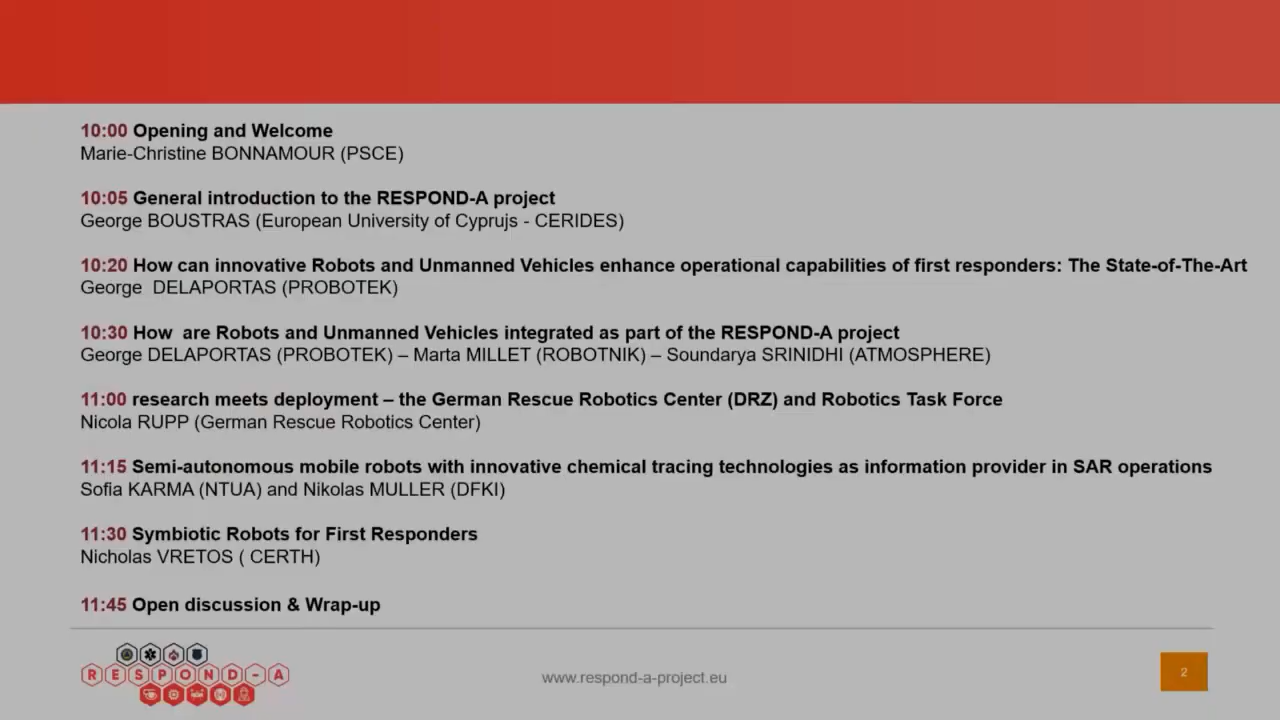 10:00 Opening and Welcome
Marie-Christine BONNAMOUR (PSCE)
10:05 General introduction to the RESPOND-A project
George BOUSTRAS (European University of Cyprujs - CERIDES)
10:20 How can innovative Robots and Unmanned Vehicles enhance operational capabilities of first responders: The State-of-The-Art
George  DELAPORTAS (PROBOTEK)
10:30 How  are Robots and Unmanned Vehicles integrated as part of the RESPOND-A project
George DELAPORTAS (PROBOTEK) – Marta MILLET (ROBOTNIK) – Soundarya SRINIDHI (ATMOSPHERE)
11:00 research meets deployment – the German Rescue Robotics Center (DRZ) and Robotics Task Force
Nicola RUPP (German Rescue Robotics Center)
11:15 Semi-autonomous mobile robots with innovative chemical tracing technologies as information provider in SAR operations
Sofia KARMA (NTUA) and Nikolas MULLER (DFKI)
11:30 Symbiotic Robots for First Responders
Nicholas VRETOS ( CERTH)
11:45 Open discussion & Wrap-up
RESPOND-A
www.respond-a-project.eu
2